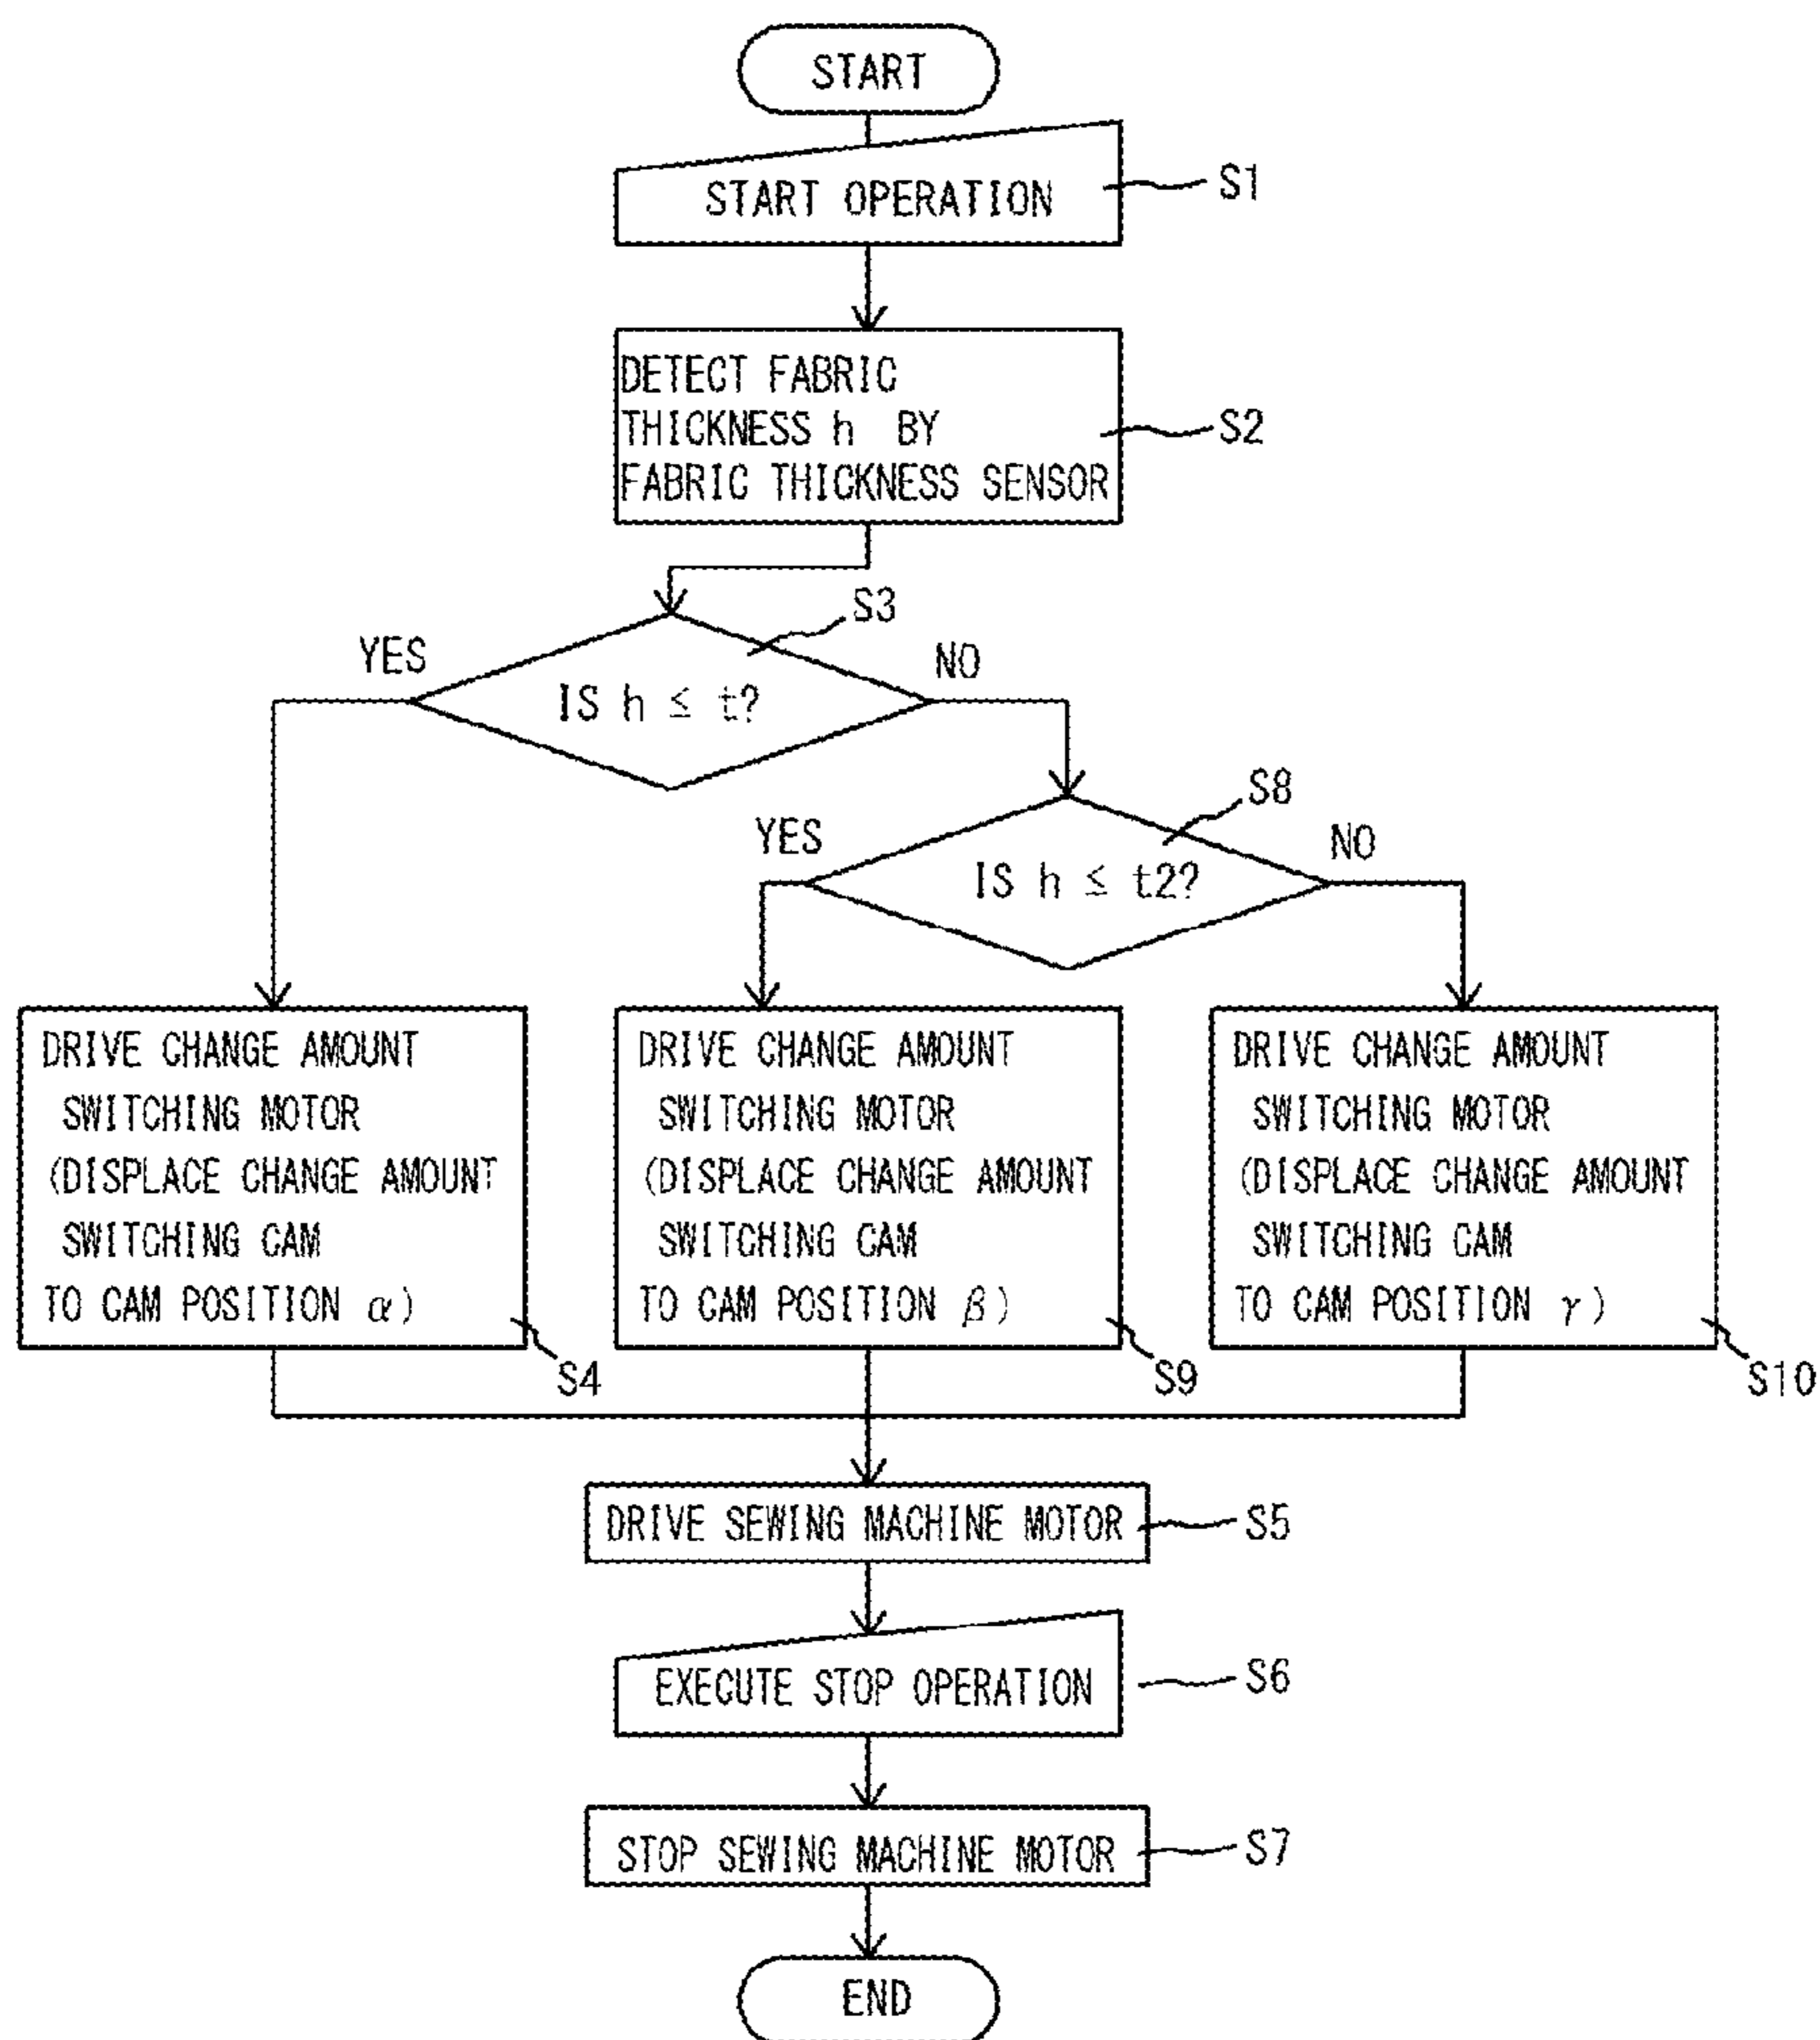 START
START OPERATION
S1
DETECT FABRIC
THICKNESS h BY
FABRIC THICKNESS SENSOR
S2
S3
YES
NO
IS h ≤ t?
S8
YES
NO
IS h ≤ t2?
DRIVE CHANGE AMOUNT
SWITCHING MOTOR
(DISPLACE CHANGE AMOUNT
SWITCHING CAM
TO CAM POSITION α)
S4
DRIVE CHANGE AMOUNT
SWITCHING MOTOR
(DISPLACE CHANGE AMOUNT
SWITCHING CAM
TO CAM POSITION β)
S9
DRIVE CHANGE AMOUNT
SWITCHING MOTOR
(DISPLACE CHANGE AMOUNT
SWITCHING CAM
TO CAM POSITION γ)
S10
DRIVE SEWING MACHINE MOTOR
S5
EXECUTE STOP OPERATION
S6
STOP SEWING MACHINE MOTOR
S7
END